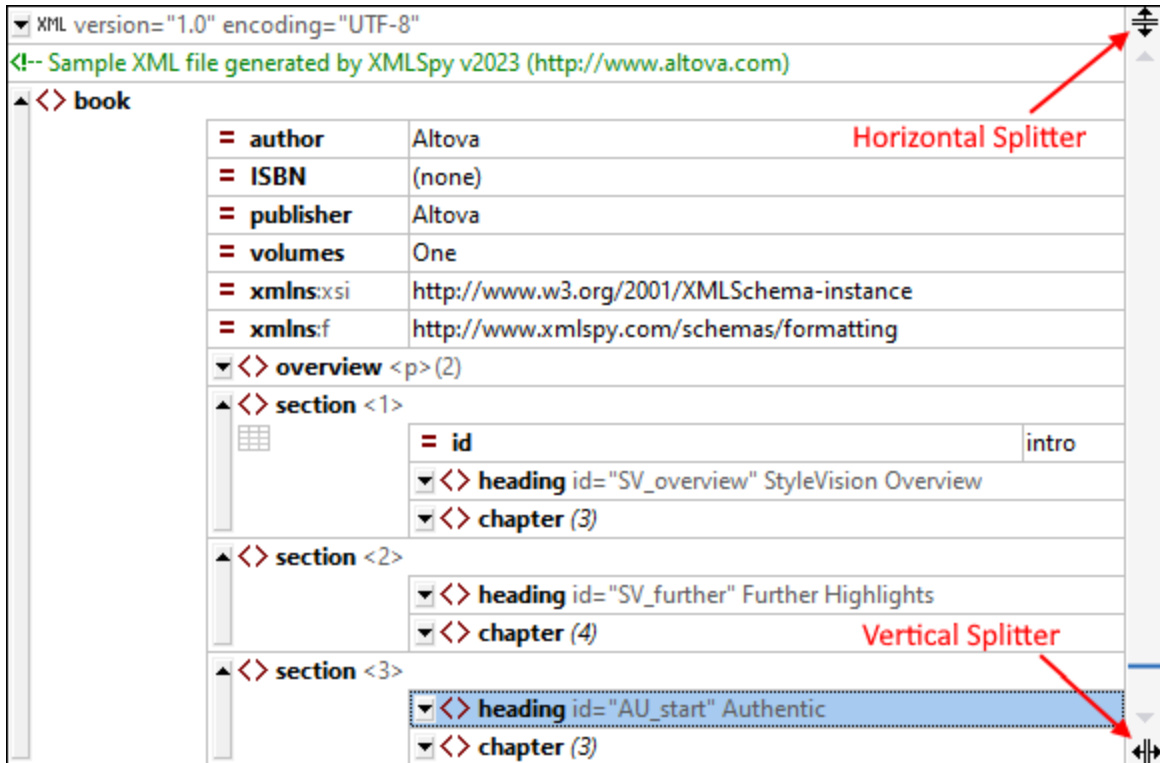 XML version="1.0" encoding="UTF-8"
<!-- Sample XML file generated by XMLSpy v2023 (http://www.altova.com)
<> book
= author Altova
Horizontal Splitter
= ISBN (none)
= publisher Altova
= volumes One
= xmlns:xsi http://www.w3.org/2001/XMLSchema-instance
= xmlns:f http://www.xmlspy.com/schemas/formatting
<> overview <p>(2)
<> section <1>
= id intro
<> heading id="SV_overview" StyleVision Overview
<> chapter (3)
<> section <2>
<> heading id="SV_further" Further Highlights
<> chapter (4)
Vertical Splitter
<> section <3>
<> heading id="AU_start" Authentic
<> chapter (3)